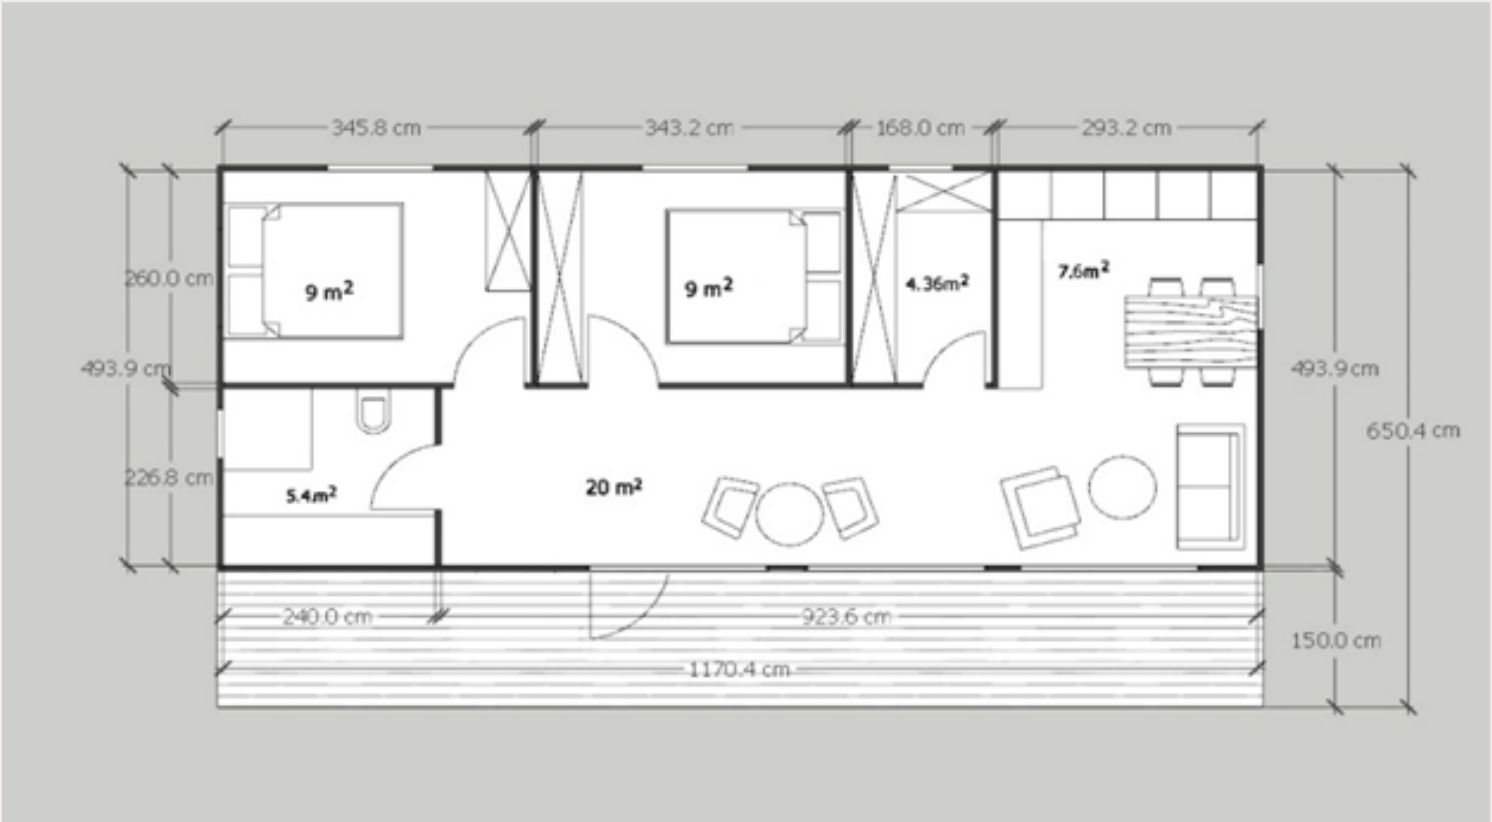 345.8 cm
343.2 cm
168.0 cm
293.2 cm
260.0 cm
9 m²
9 m²
4.36m²
7.6m²
493.9 cm
493.9 cm
650.4 cm
226.8 cm
5.4m²
20 m²
240.0 cm
923.6 cm
150.0 cm
1170.4 cm